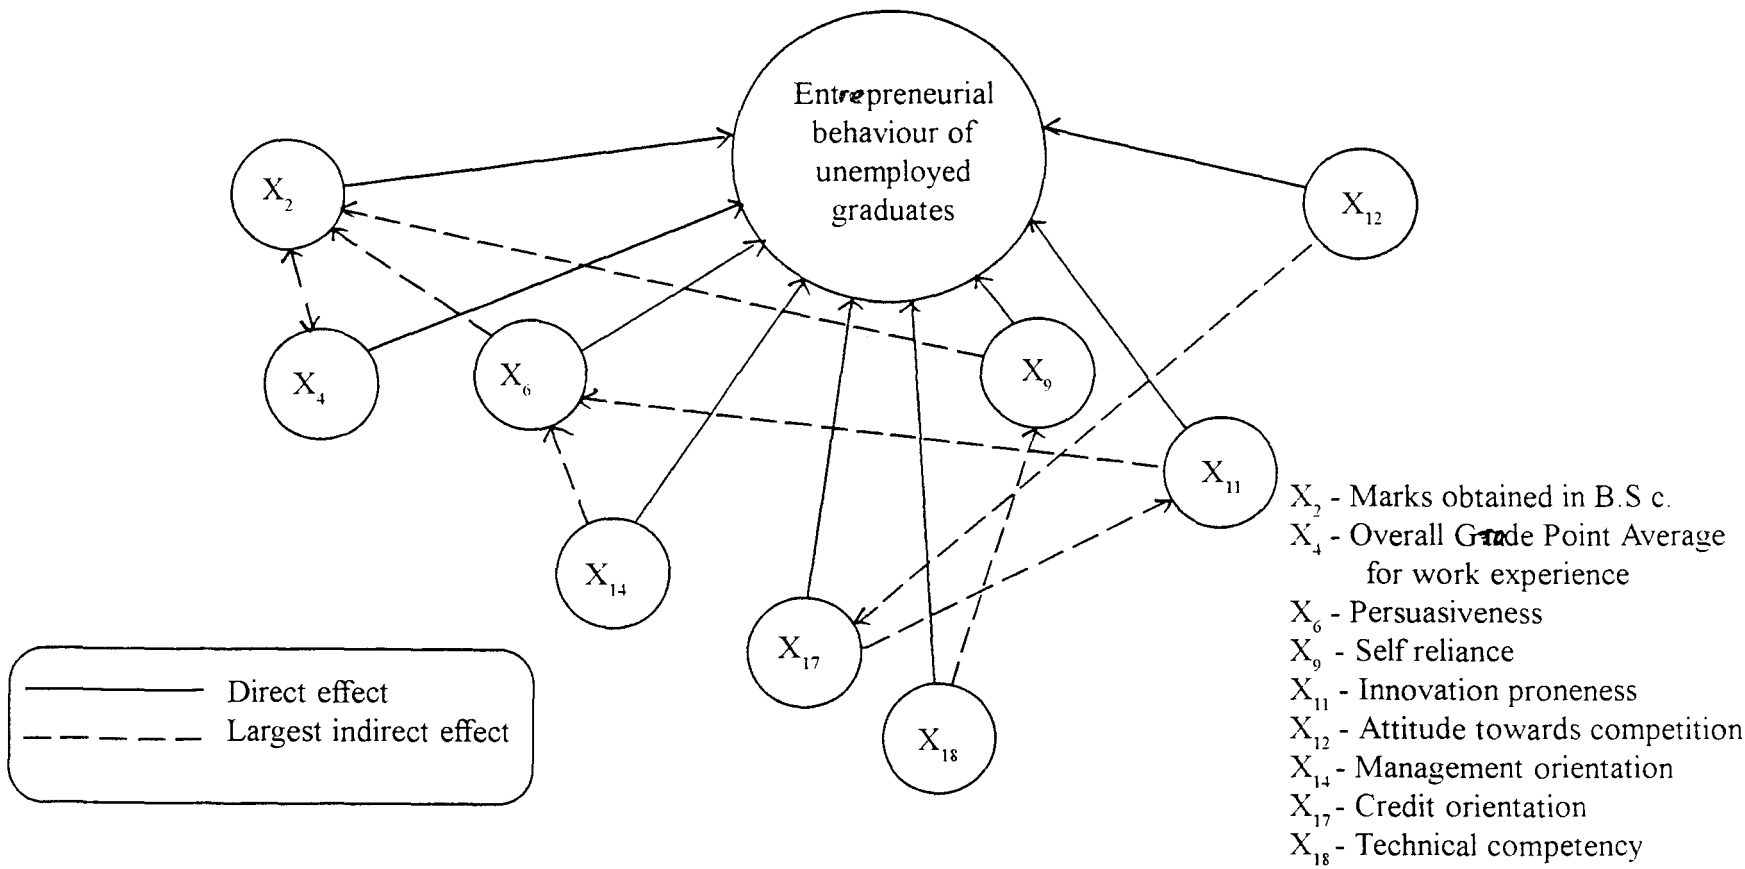 Entrepreneurial
behaviour of
unemployed
graduates
X₂
X₁₂
X₄
X₆
X₉
X₁₁
X₁₄
X₁₇
X₁₈
Direct effect
Largest indirect effect
X₂ - Marks obtained in B.S c.
X₄ - Overall Grade Point Average
for work experience
X₆ - Persuasiveness
X₉ - Self reliance
X₁₁ - Innovation proneness
X₁₂ - Attitude towards competition
X₁₄ - Management orientation
X₁₇ - Credit orientation
X₁₈ - Technical competency